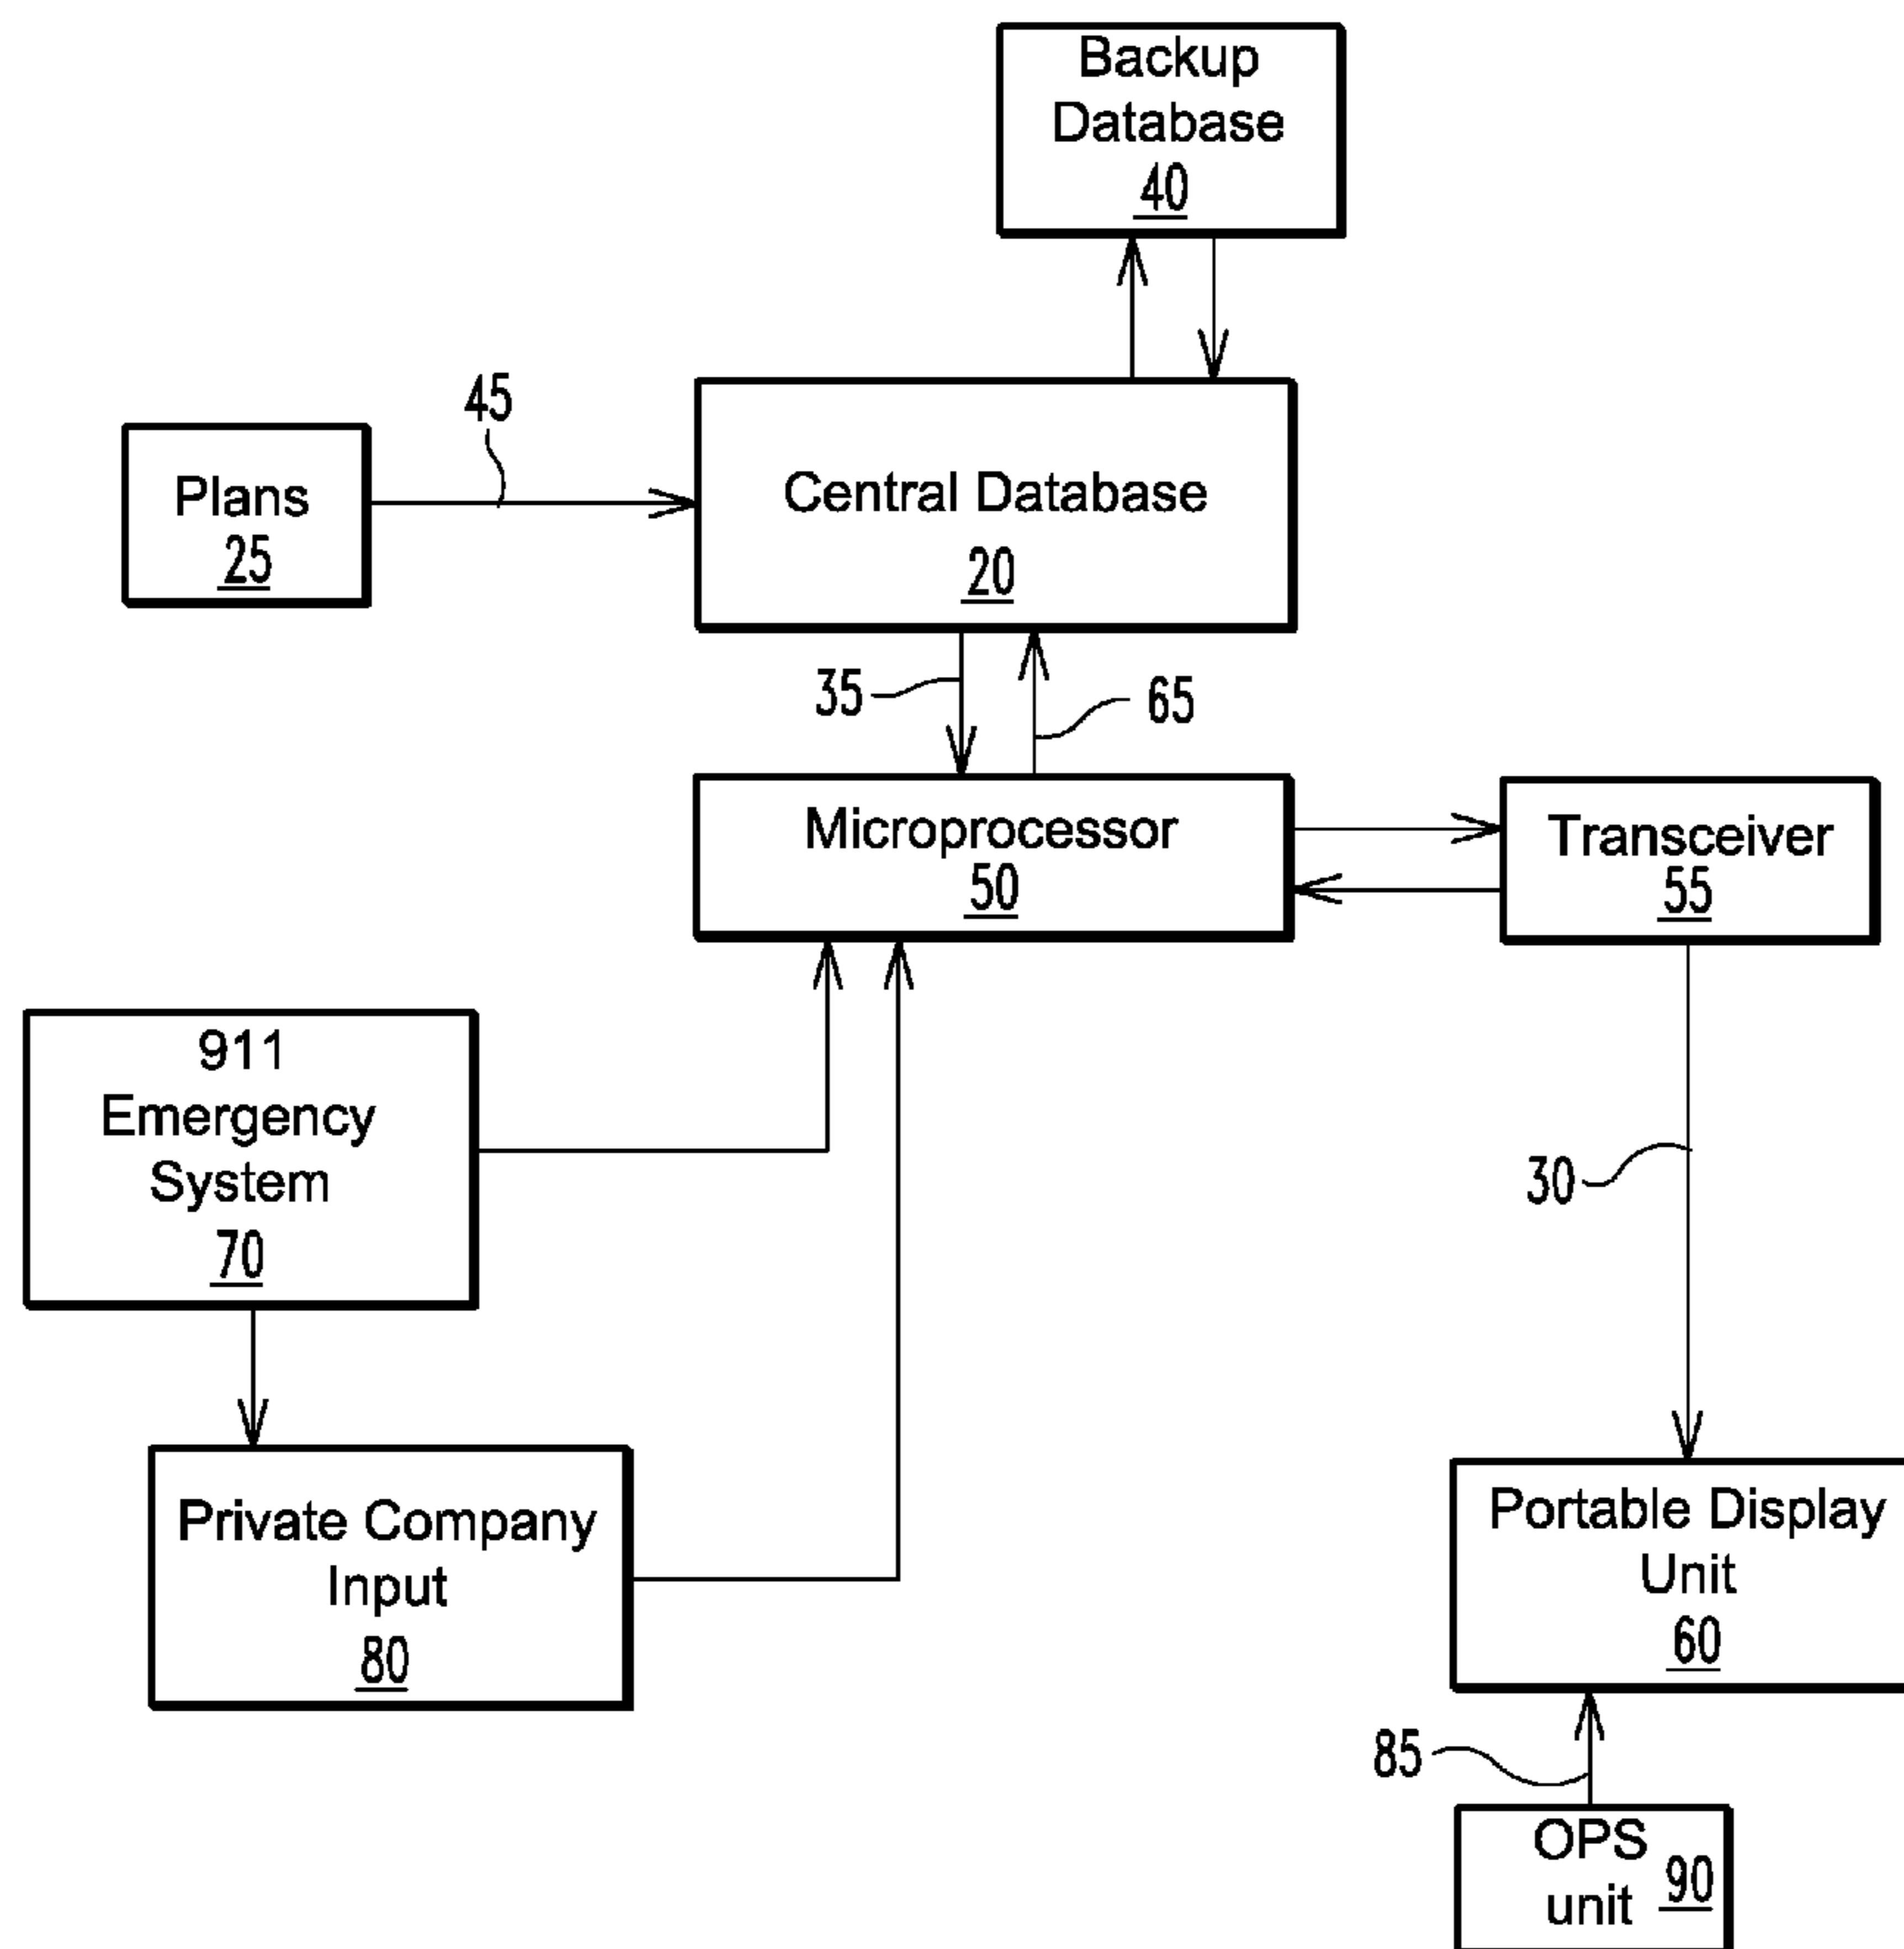 Backup
Database
40
45
Plans
25
Central Database
20
35
65
Microprocessor
50
Transceiver
55
911
Emergency
System
70
30
Private Company
Input
80
Portable Display
Unit
60
85
OPS
unit 90